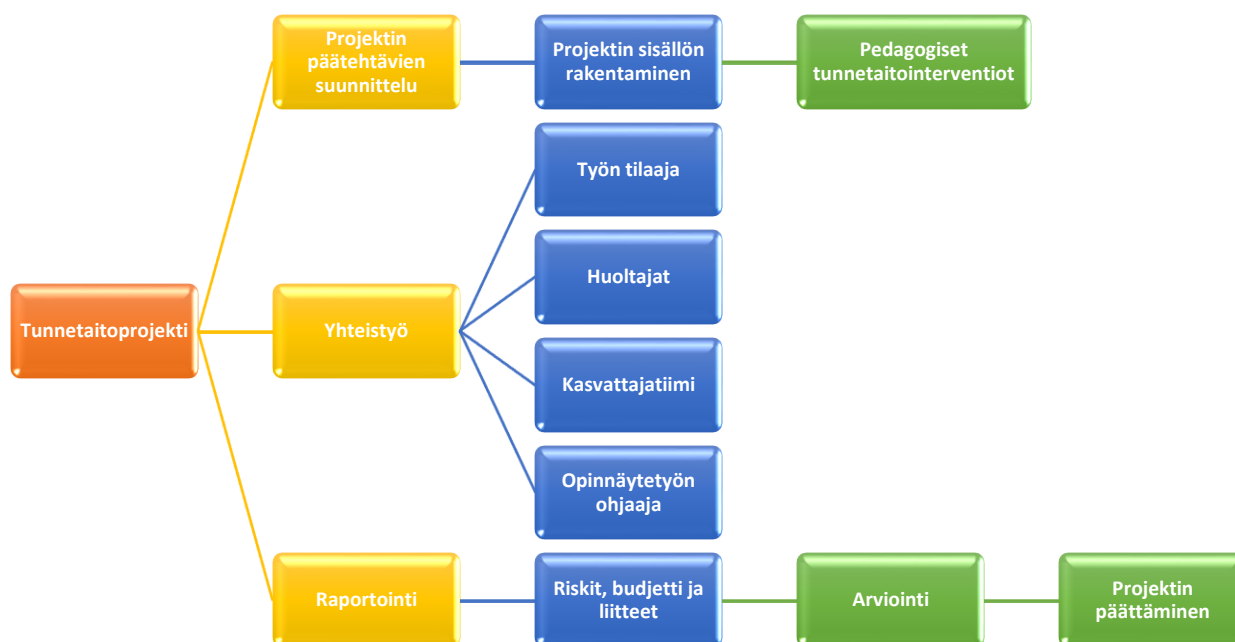 Projektin
päätehtävien
suunnittelu
Projektin sisällön
rakentaminen
Pedagogiset
tunnetaitointerventiot
Työn tilaaja
Huoltajat
Tunnetaitoprojekti
Yhteistyö
Kasvattajatiimi
Opinnäytetyön
ohjaaja
Raportointi
Riskit, budjetti ja
liitteet
Arviointi
Projektin
päättäminen